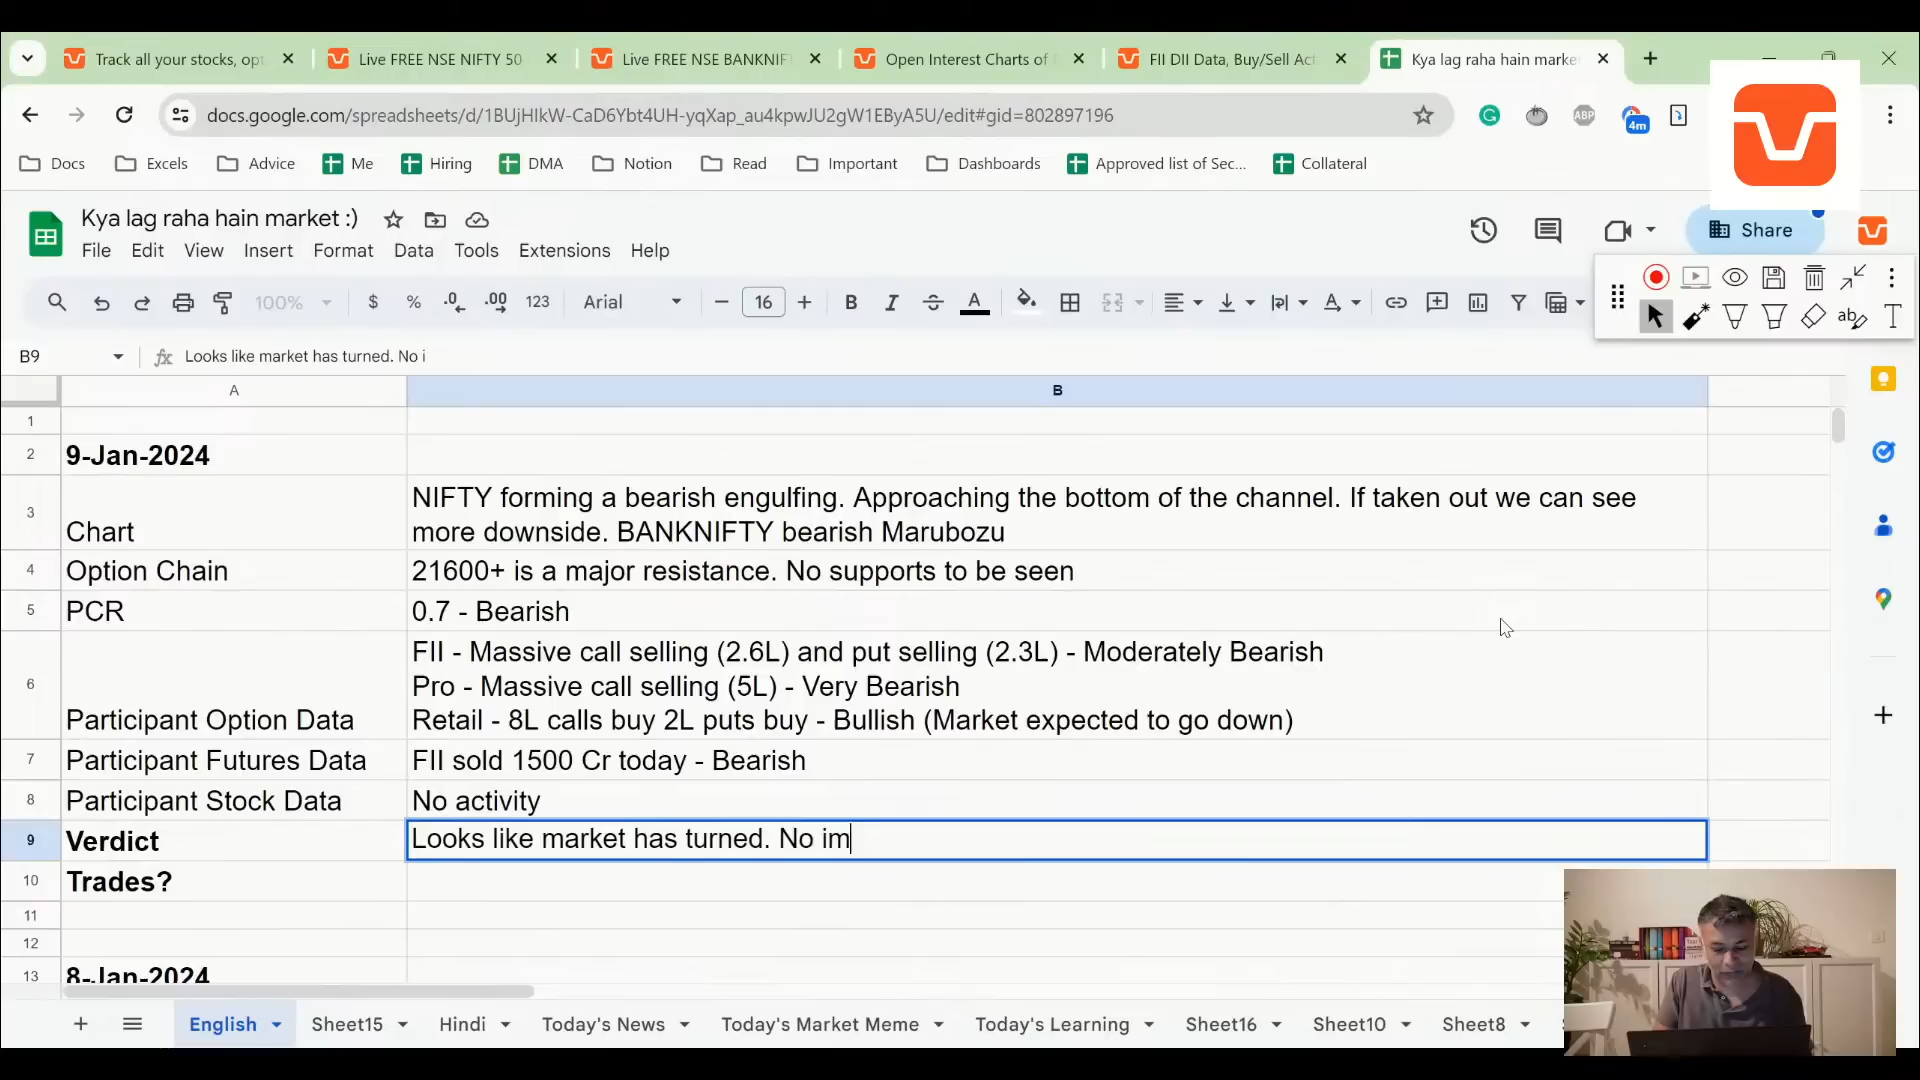 Track all your stocks, opt
Live FREE NSE NIFTY 50
Live FREE NSE BANKNIF
Open Interest Charts of
FII DII Data, Buy/Sell Act
Kya lag raha hain marke
docs.google.com/spreadsheets/d/1BUjHIkW-CaD6Ybt4UH-yqXap_au4kpwJU2gW1EByA5U/edit#gid=802897196
ABP
4m
Docs
Excels
Advice
Me
Hiring
DMA
Notion
Read
Important
Dashboards
Approved list of Sec...
Collateral
Kya lag raha hain market :)
File Edit View Insert Format Data Tools Extensions Help
Share
100% $ % .0 .00 123 Arial 16 B I A
B9 fx Looks like market has turned. No i
A B
1
2 9-Jan-2024
3 Chart
NIFTY forming a bearish engulfing. Approaching the bottom of the channel. If taken out we can see
more downside. BANKNIFTY bearish Marubozu
4 Option Chain 21600+ is a major resistance. No supports to be seen
5 PCR 0.7 - Bearish
6 Participant Option Data
FII - Massive call selling (2.6L) and put selling (2.3L) - Moderately Bearish
Pro - Massive call selling (5L) - Very Bearish
Retail - 8L calls buy 2L puts buy - Bullish (Market expected to go down)
7 Participant Futures Data FII sold 1500 Cr today - Bearish
8 Participant Stock Data No activity
9 Verdict Looks like market has turned. No im
10 Trades?
11
12
13 8-Jan-2024
English Sheet15 Hindi Today's News Today's Market Meme Today's Learning Sheet16 Sheet10 Sheet8